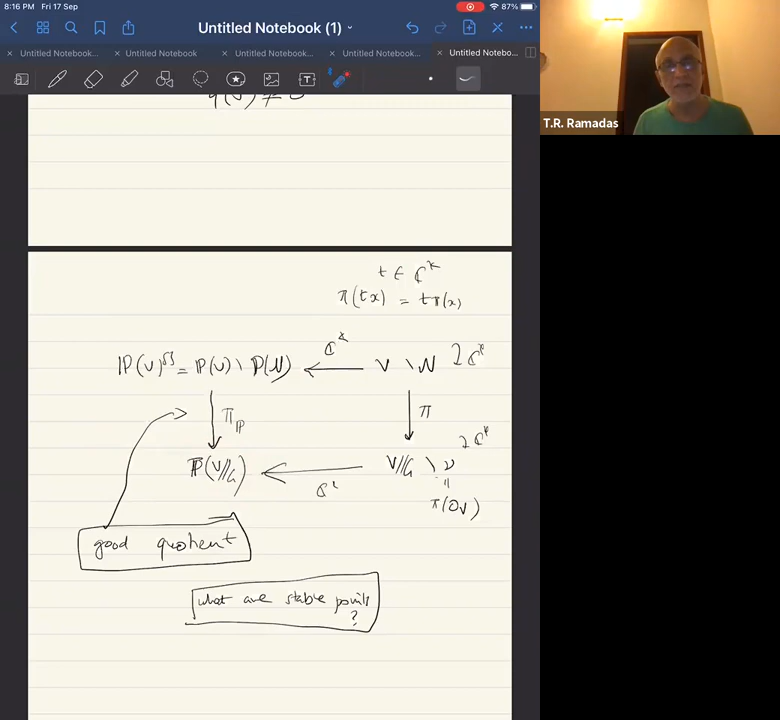 8:16 PM Fri 17 Sep
87%
Untitled Notebook (1)
Untitled Notebook... Untitled Notebook Untitled Notebook... Untitled Notebook... Untitled Notebo...
T.R. Ramadas
q(v) ≠ 0
t ∈ ℂ*
π(tx) = tπ(x)
ℙ(V)^{ss} = ℙ(V) \ ℙ(N) ← ℂ* V \ N ⟲ ℂ*
π_ℙ π
⟲ ℂ*
ℙ(V//G) ← ℂ* V//G \ ν
=
π(0_V)
good quotient
what are stable points
?